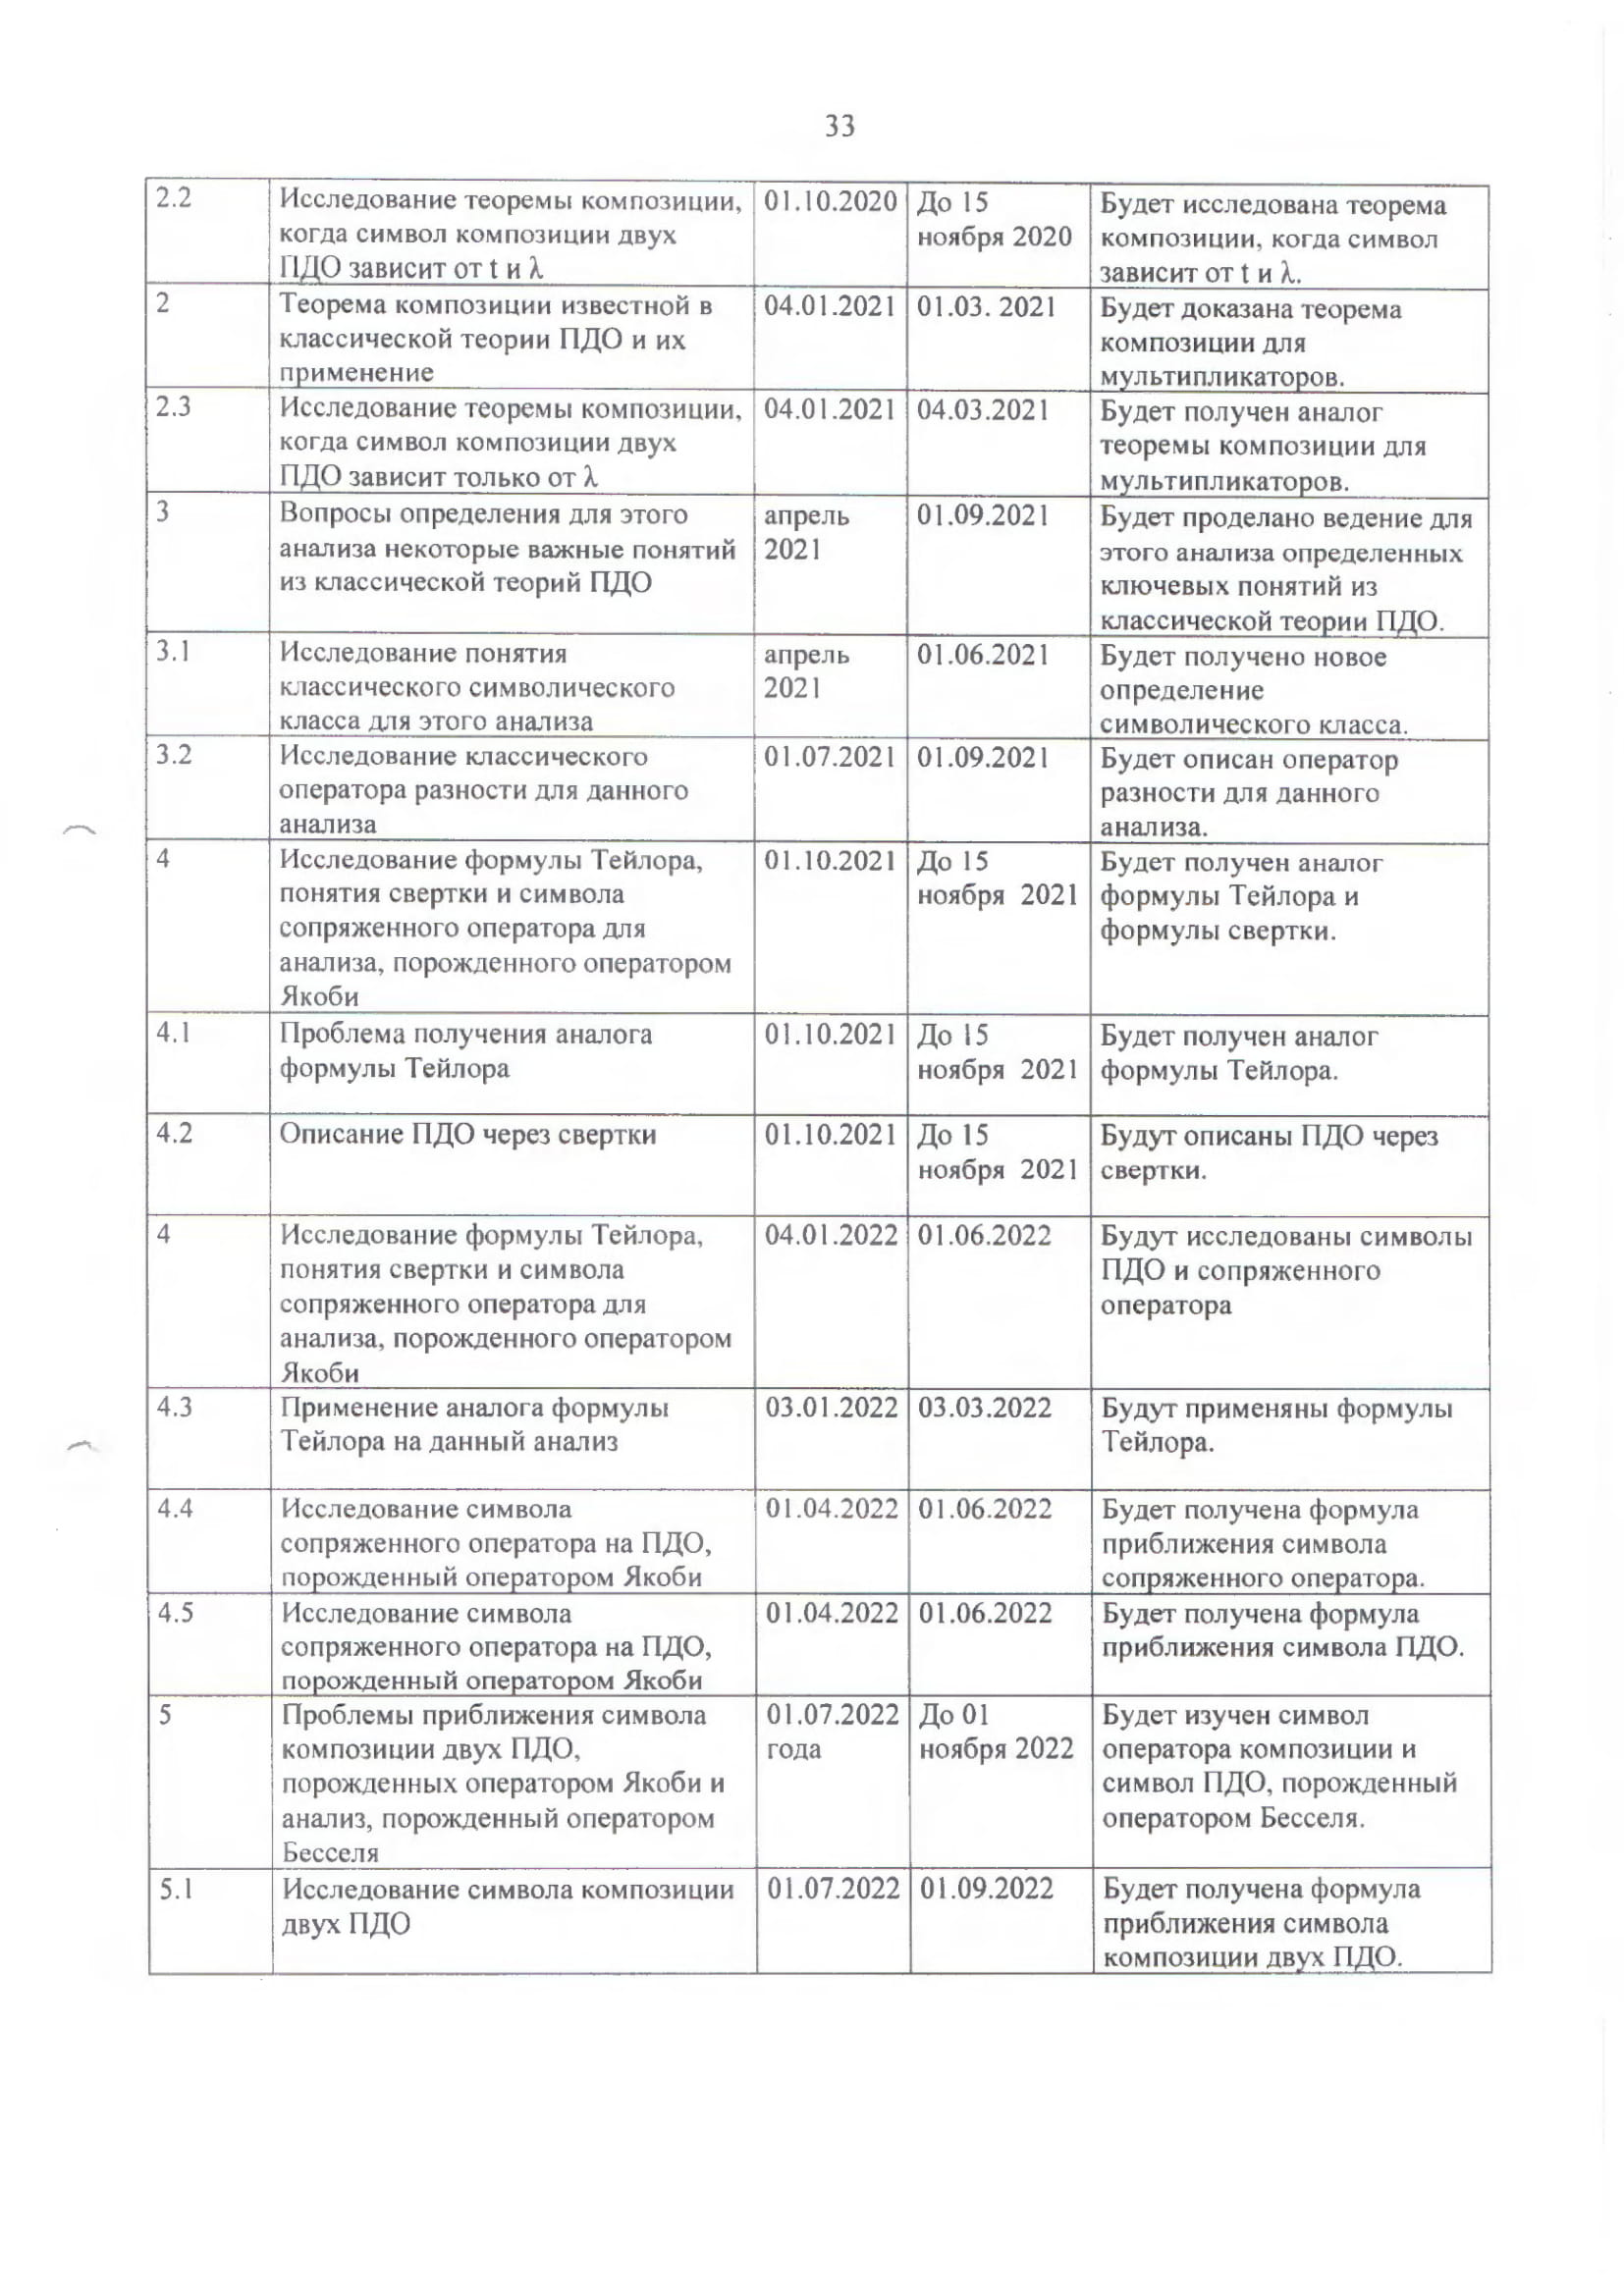 33
2.2
Исследование теоремы композиции,
когда символ композиции двух
ПДО зависит от t и λ
01.10.2020
До 15
ноября 2020
Будет исследована теорема
композиции, когда символ
зависит от t и λ.
2
Теорема композиции известной в
классической теории ПДО и их
применение
04.01.2021
01.03. 2021
Будет доказана теорема
композиции для
мультипликаторов.
2.3
Исследование теоремы композиции,
когда символ композиции двух
ПДО зависит только от λ
04.01.2021
04.03.2021
Будет получен аналог
теоремы композиции для
мультипликаторов.
3
Вопросы определения для этого
анализа некоторые важные понятий
из классической теорий ПДО
апрель
2021
01.09.2021
Будет проделано ведение для
этого анализа определенных
ключевых понятий из
классической теории ПДО.
3.1
Исследование понятия
классического символического
класса для этого анализа
апрель
2021
01.06.2021
Будет получено новое
определение
символического класса.
3.2
Исследование классического
оператора разности для данного
анализа
01.07.2021
01.09.2021
Будет описан оператор
разности для данного
анализа.
4
Исследование формулы Тейлора,
понятия свертки и символа
сопряженного оператора для
анализа, порожденного оператором
Якоби
01.10.2021
До 15
ноября 2021
Будет получен аналог
формулы Тейлора и
формулы свертки.
4.1
Проблема получения аналога
формулы Тейлора
01.10.2021
До 15
ноября 2021
Будет получен аналог
формулы Тейлора.
4.2
Описание ПДО через свертки
01.10.2021
До 15
ноября 2021
Будут описаны ПДО через
свертки.
4
Исследование формулы Тейлора,
понятия свертки и символа
сопряженного оператора для
анализа, порожденного оператором
Якоби
04.01.2022
01.06.2022
Будут исследованы символы
ПДО и сопряженного
оператора
4.3
Применение аналога формулы
Тейлора на данный анализ
03.01.2022
03.03.2022
Будут применяны формулы
Тейлора.
4.4
Исследование символа
сопряженного оператора на ПДО,
порожденный оператором Якоби
01.04.2022
01.06.2022
Будет получена формула
приближения символа
сопряженного оператора.
4.5
Исследование символа
сопряженного оператора на ПДО,
порожденный оператором Якоби
01.04.2022
01.06.2022
Будет получена формула
приближения символа ПДО.
5
Проблемы приближения символа
композиции двух ПДО,
порожденных оператором Якоби и
анализ, порожденный оператором
Бесселя
01.07.2022
года
До 01
ноября 2022
Будет изучен символ
оператора композиции и
символ ПДО, порожденный
оператором Бесселя.
5.1
Исследование символа композиции
двух ПДО
01.07.2022
01.09.2022
Будет получена формула
приближения символа
композиции двух ПДО.